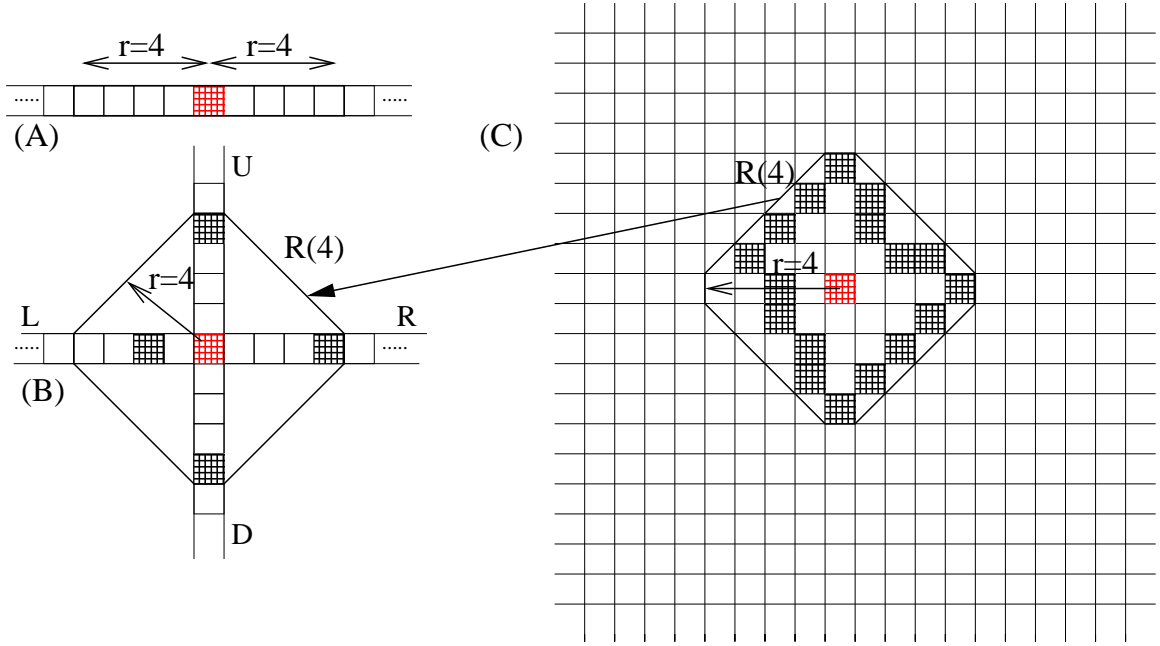 r=4 r=4
..... .....
(A)
(C)
U
R(4)
R(4)
r=4
r=4
L
R
..... .....
(B)
D